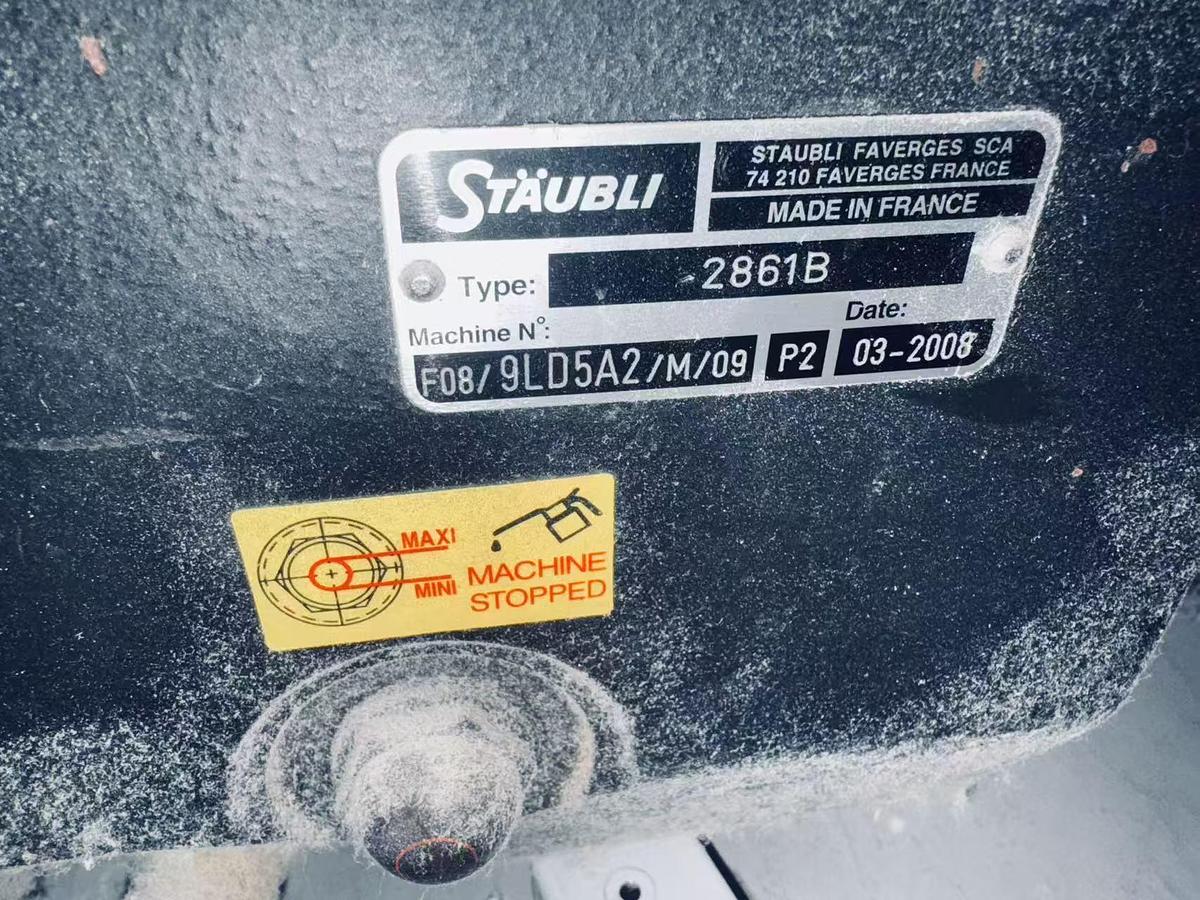 STÄUBLI
STAUBLI FAVERGES SCA
74 210 FAVERGES FRANCE
MADE IN FRANCE
Type: 2861B
Machine N°:
Date:
F08/9LD5A2/M/09 P2 03-2008
MAXI
MINI
MACHINE
STOPPED